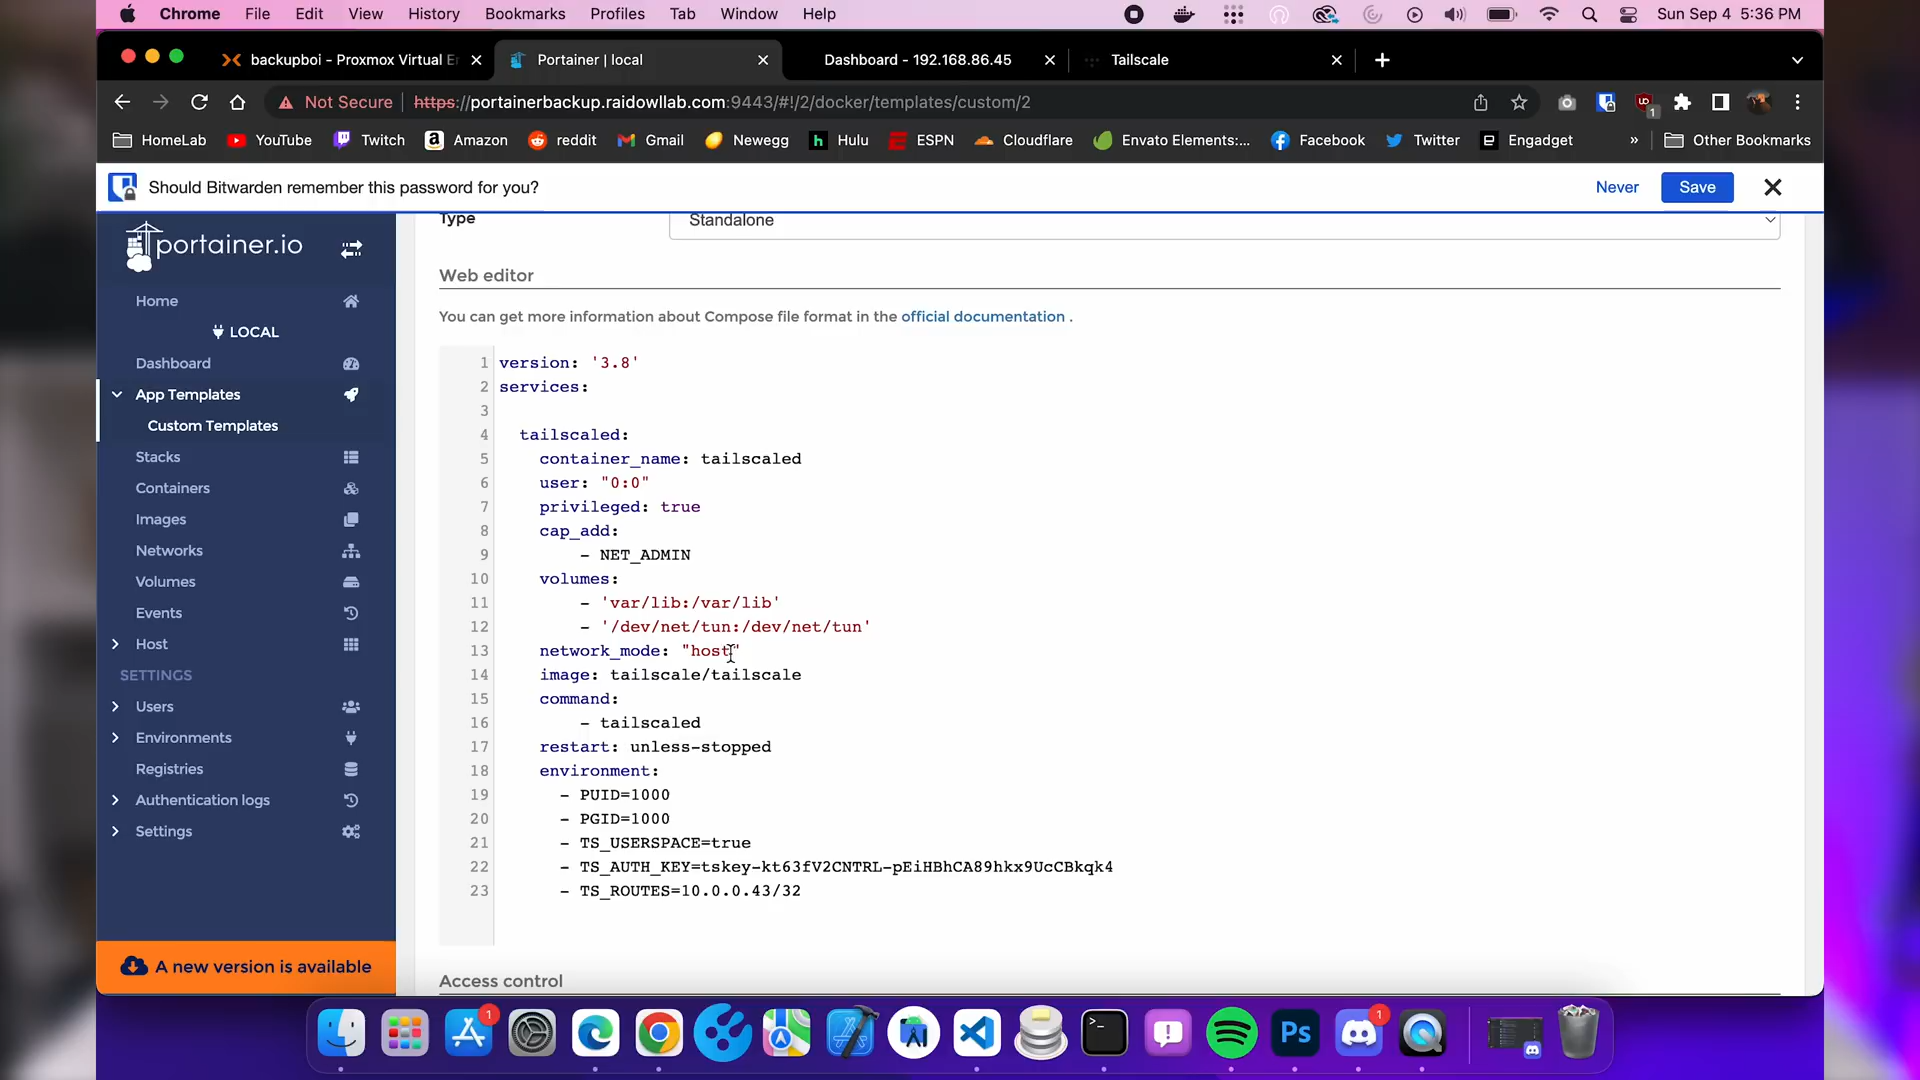 Chrome File Edit View History Bookmarks Profiles Tab Window Help Sun Sep 4 5:36 PM
backupboi - Proxmox Virtual En
Portainer | local
Dashboard - 192.168.86.45
Tailscale
Not Secure https://portainerbackup.raidowllab.com:9443/#!/2/docker/templates/custom/2
HomeLab YouTube Twitch Amazon reddit Gmail Newegg Hulu ESPN Cloudflare Envato Elements:... Facebook Twitter Engadget » Other Bookmarks
Should Bitwarden remember this password for you? Never Save
portainer.io
Home
LOCAL
Dashboard
App Templates
Custom Templates
Stacks
Containers
Images
Networks
Volumes
Events
Host
SETTINGS
Users
Environments
Registries
Authentication logs
Settings
A new version is available
Type Standalone
Web editor
You can get more information about Compose file format in the official documentation .
1 version: '3.8'
2 services:
3
4 tailscaled:
5 container_name: tailscaled
6 user: "0:0"
7 privileged: true
8 cap_add:
9 - NET_ADMIN
10 volumes:
11 - 'var/lib:/var/lib'
12 - '/dev/net/tun:/dev/net/tun'
13 network_mode: "host"
14 image: tailscale/tailscale
15 command:
16 - tailscaled
17 restart: unless-stopped
18 environment:
19 - PUID=1000
20 - PGID=1000
21 - TS_USERSPACE=true
22 - TS_AUTH_KEY=tskey-kt63fV2CNTRL-pEiHBhCA89hkx9UcCBkqk4
23 - TS_ROUTES=10.0.0.43/32
Access control
1
Ps
1